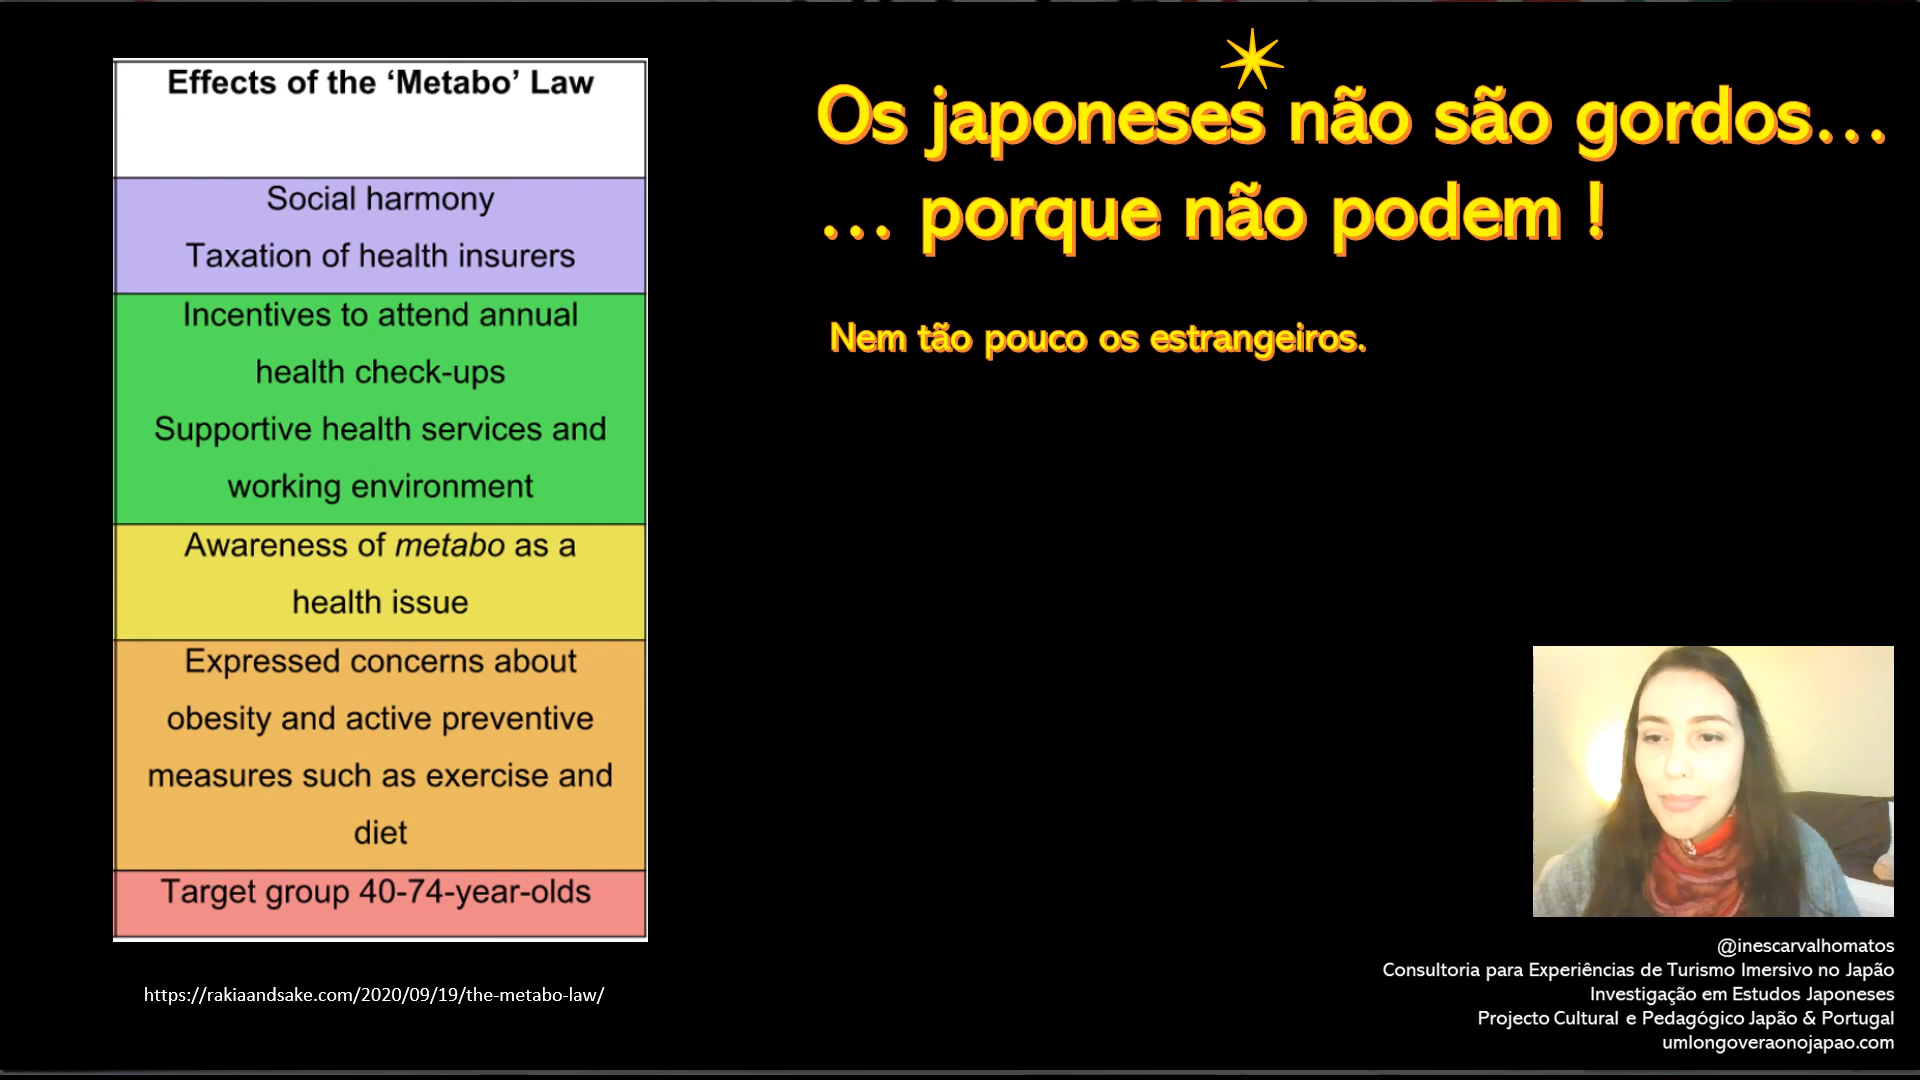 Effects of the ‘Metabo’ Law
Social harmony
Taxation of health insurers
Incentives to attend annual
health check-ups
Supportive health services and
working environment
Awareness of metabo as a
health issue
Expressed concerns about
obesity and active preventive
measures such as exercise and
diet
Target group 40-74-year-olds
https://rakiaandsake.com/2020/09/19/the-metabo-law/
Os japoneses não são gordos...
... porque não podem !
Nem tão pouco os estrangeiros.
@inescarvalhomatos
Consultoria para Experiências de Turismo Imersivo no Japão
Investigação em Estudos Japoneses
Projecto Cultural e Pedagógico Japão & Portugal
umlongoveraonojapao.com